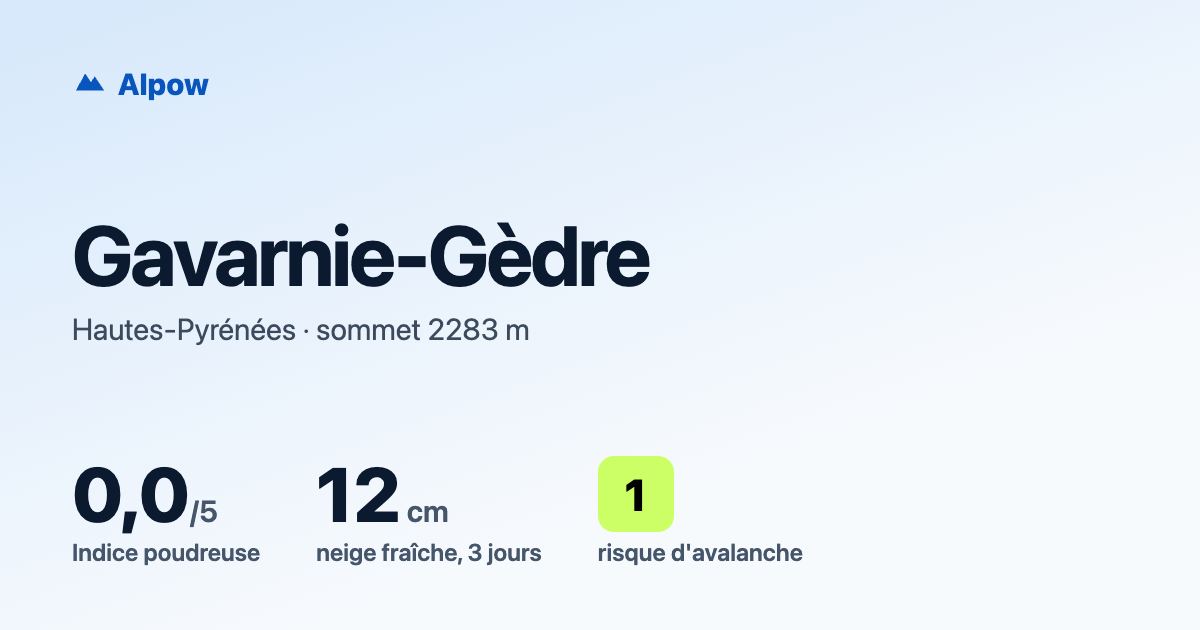 Alpow
Gavarnie-Gèdre
Hautes-Pyrénées · sommet 2283 m
0,0/5
Indice poudreuse
12 cm
neige fraîche, 3 jours
1
risque d'avalanche